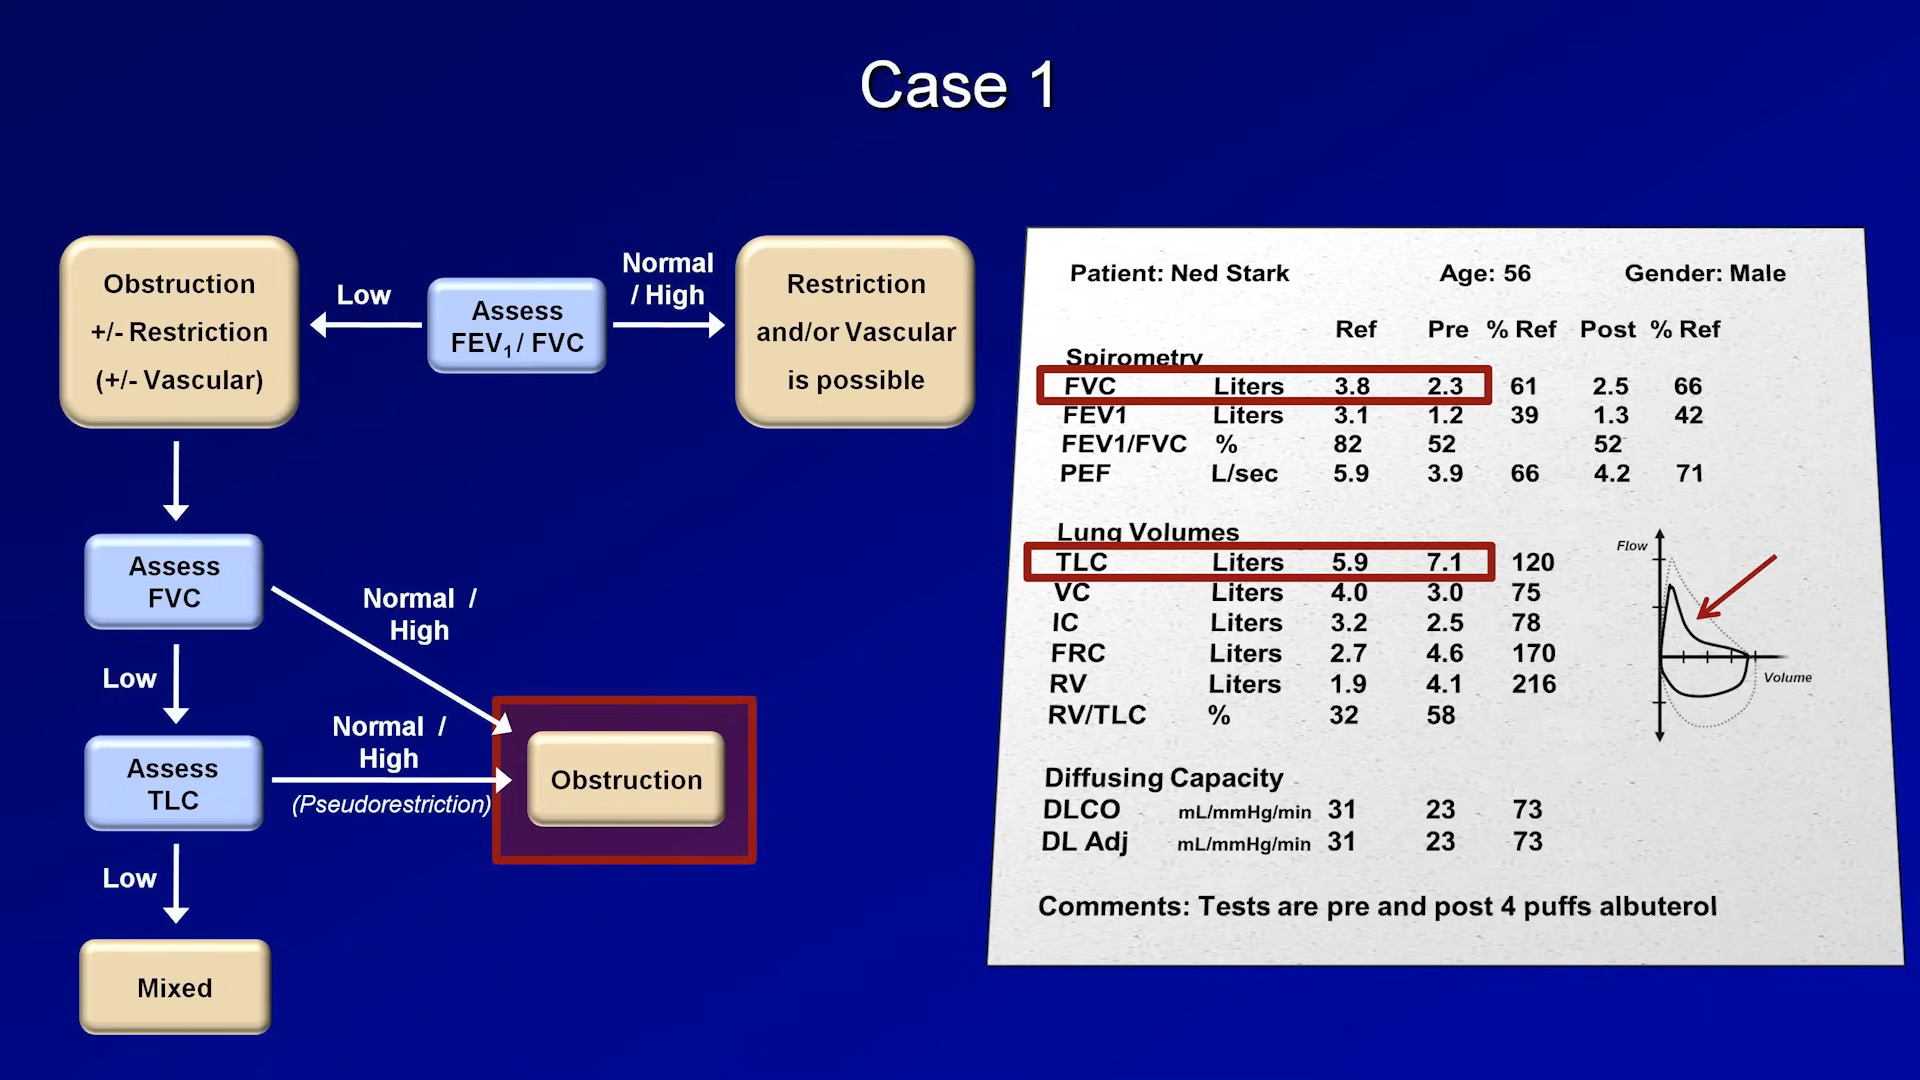 Case 1
Obstruction
+/- Restriction
(+/- Vascular)
Low
Assess
FEV1 / FVC
Normal
/ High
Restriction
and/or Vascular
is possible
Assess
FVC
Normal /
High
Low
Assess
TLC
Normal /
High
(Pseudorestriction)
Obstruction
Low
Mixed
Patient: Ned Stark Age: 56 Gender: Male
Ref Pre % Ref Post % Ref
Spirometry
FVC Liters 3.8 2.3 61 2.5 66
FEV1 Liters 3.1 1.2 39 1.3 42
FEV1/FVC % 82 52 52
PEF L/sec 5.9 3.9 66 4.2 71
Lung Volumes
TLC Liters 5.9 7.1 120
VC Liters 4.0 3.0 75
IC Liters 3.2 2.5 78
FRC Liters 2.7 4.6 170
RV Liters 1.9 4.1 216
RV/TLC % 32 58
Flow
Volume
Diffusing Capacity
DLCO mL/mmHg/min 31 23 73
DL Adj mL/mmHg/min 31 23 73
Comments: Tests are pre and post 4 puffs albuterol